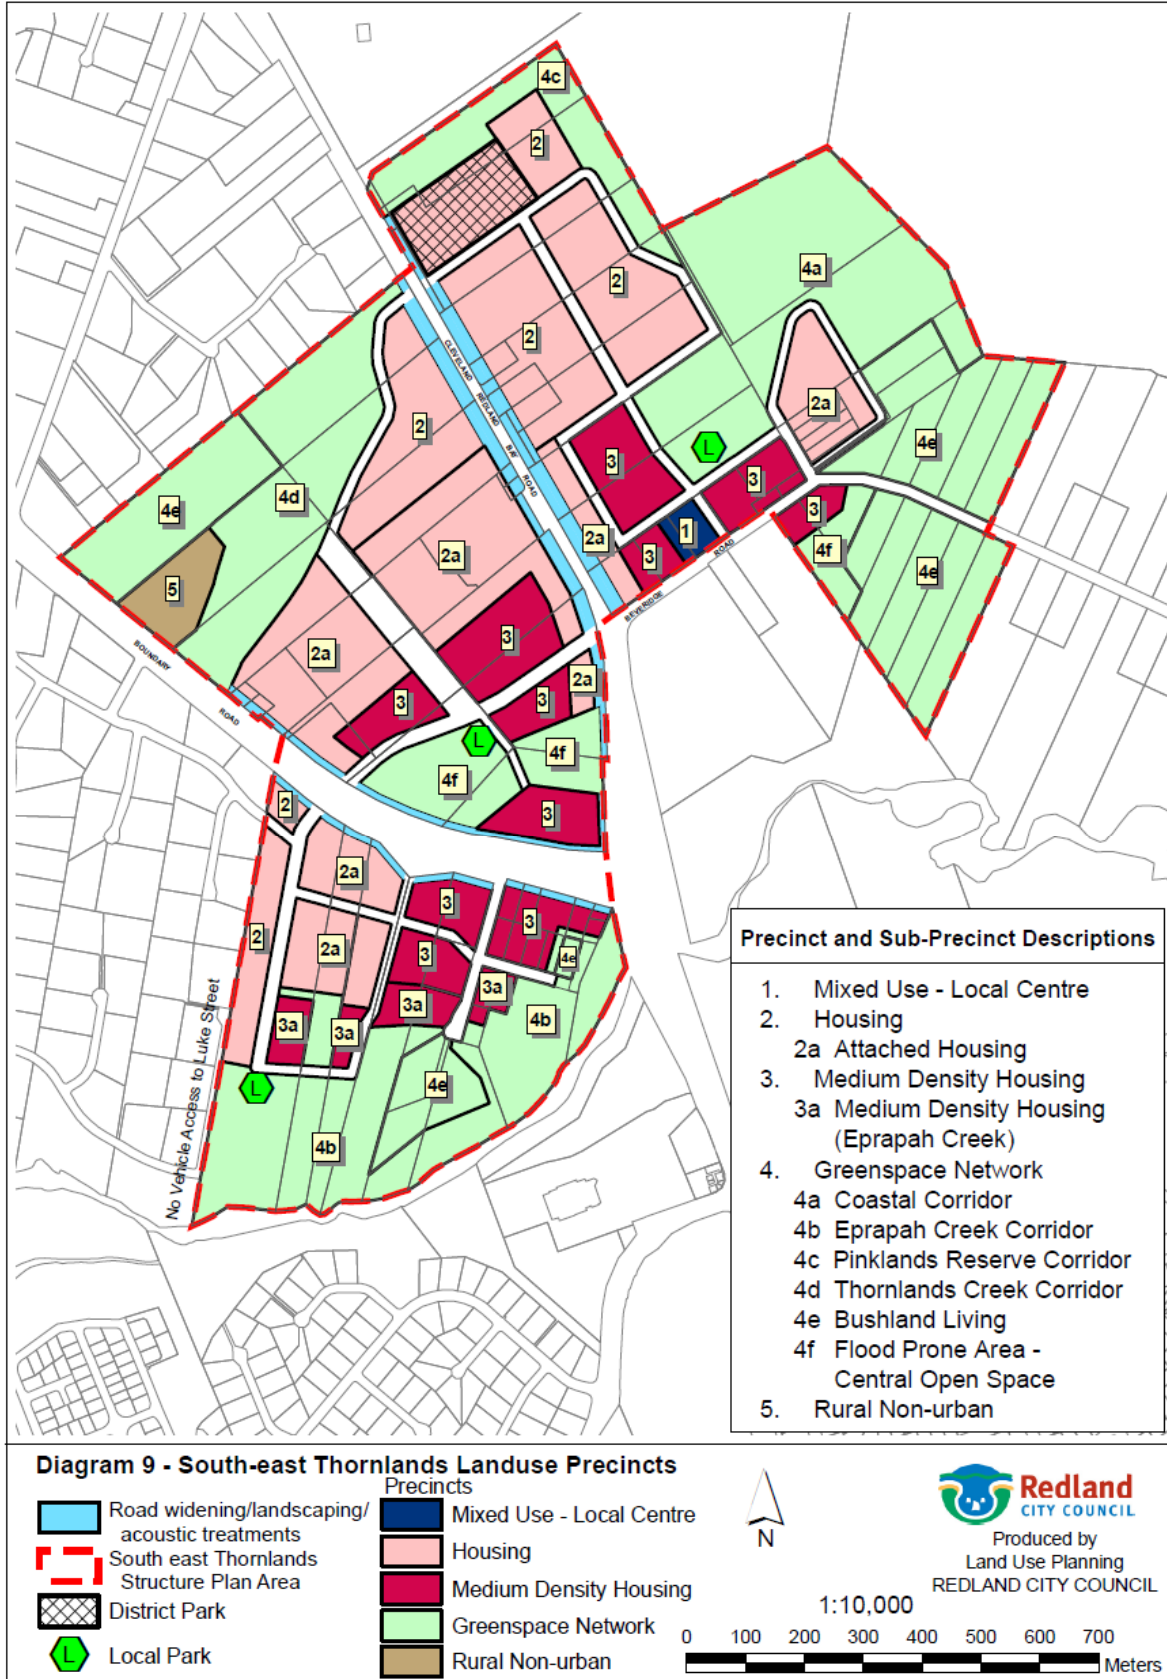 4c
2
4a
2
2
2
2a
4e
L
3
3
4d
4e
3
1
2a
3
4f
4e
2a
5
CLEVELAND REDLAND BAY ROAD
BEVERIDGE ROAD
3
2a
2a
3
3
BOUNDARY ROAD
L
4f
4f
3
2
2a
3
3
2
2a
3
4e
3a
3a
3a
3a
4b
4e
L
4b
No Vehicle Access to Luke Street
Precinct and Sub-Precinct Descriptions
1. Mixed Use - Local Centre
2. Housing
2a Attached Housing
3. Medium Density Housing
3a Medium Density Housing
(Eprapah Creek)
4. Greenspace Network
4a Coastal Corridor
4b Eprapah Creek Corridor
4c Pinklands Reserve Corridor
4d Thornlands Creek Corridor
4e Bushland Living
4f Flood Prone Area -
Central Open Space
5. Rural Non-urban
Diagram 9 - South-east Thornlands Landuse Precincts
Road widening/landscaping/
acoustic treatments
South east Thornlands
Structure Plan Area
District Park
L Local Park
Precincts
Mixed Use - Local Centre
Housing
Medium Density Housing
Greenspace Network
Rural Non-urban
N
1:10,000
0 100 200 300 400 500 600 700
Meters
Redland
CITY COUNCIL
Produced by
Land Use Planning
REDLAND CITY COUNCIL